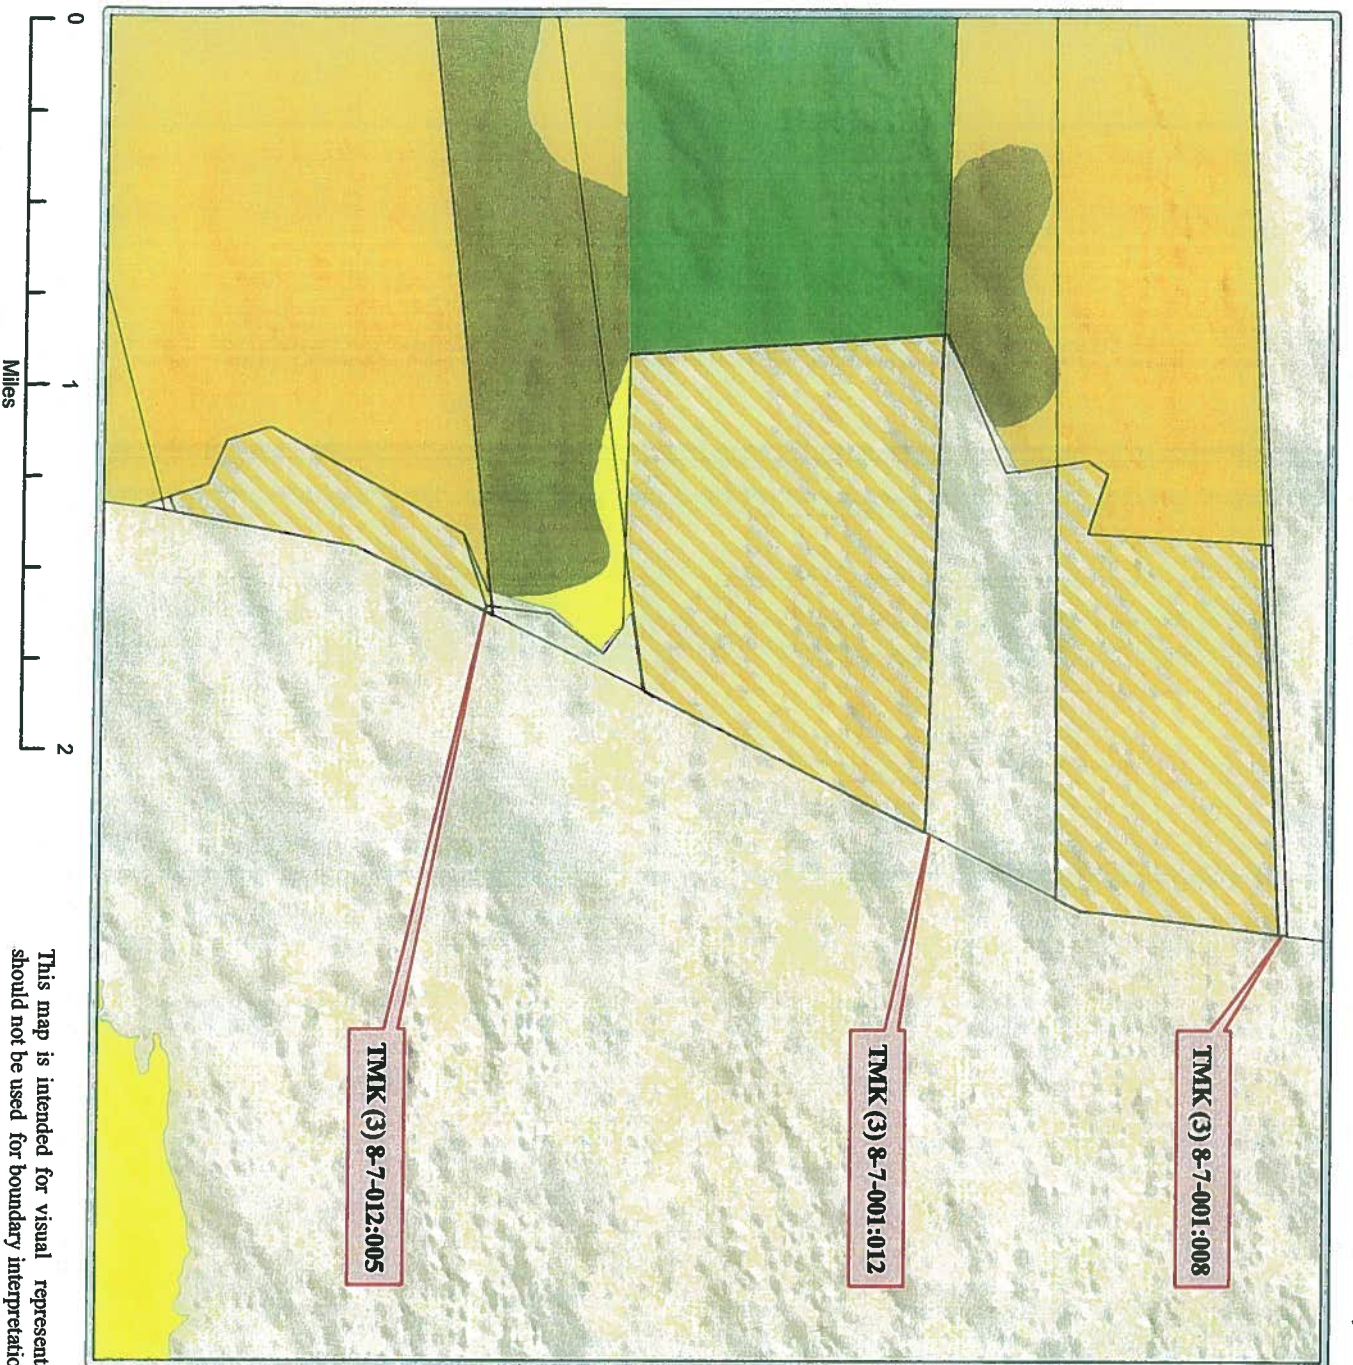 TMK (3) 8-7-001:008
TMK (3) 8-7-001:012
TMK (3) 8-7-012:005
0 1 2
Miles
This map is intended for visual represent
should not be used for boundary interpretatio